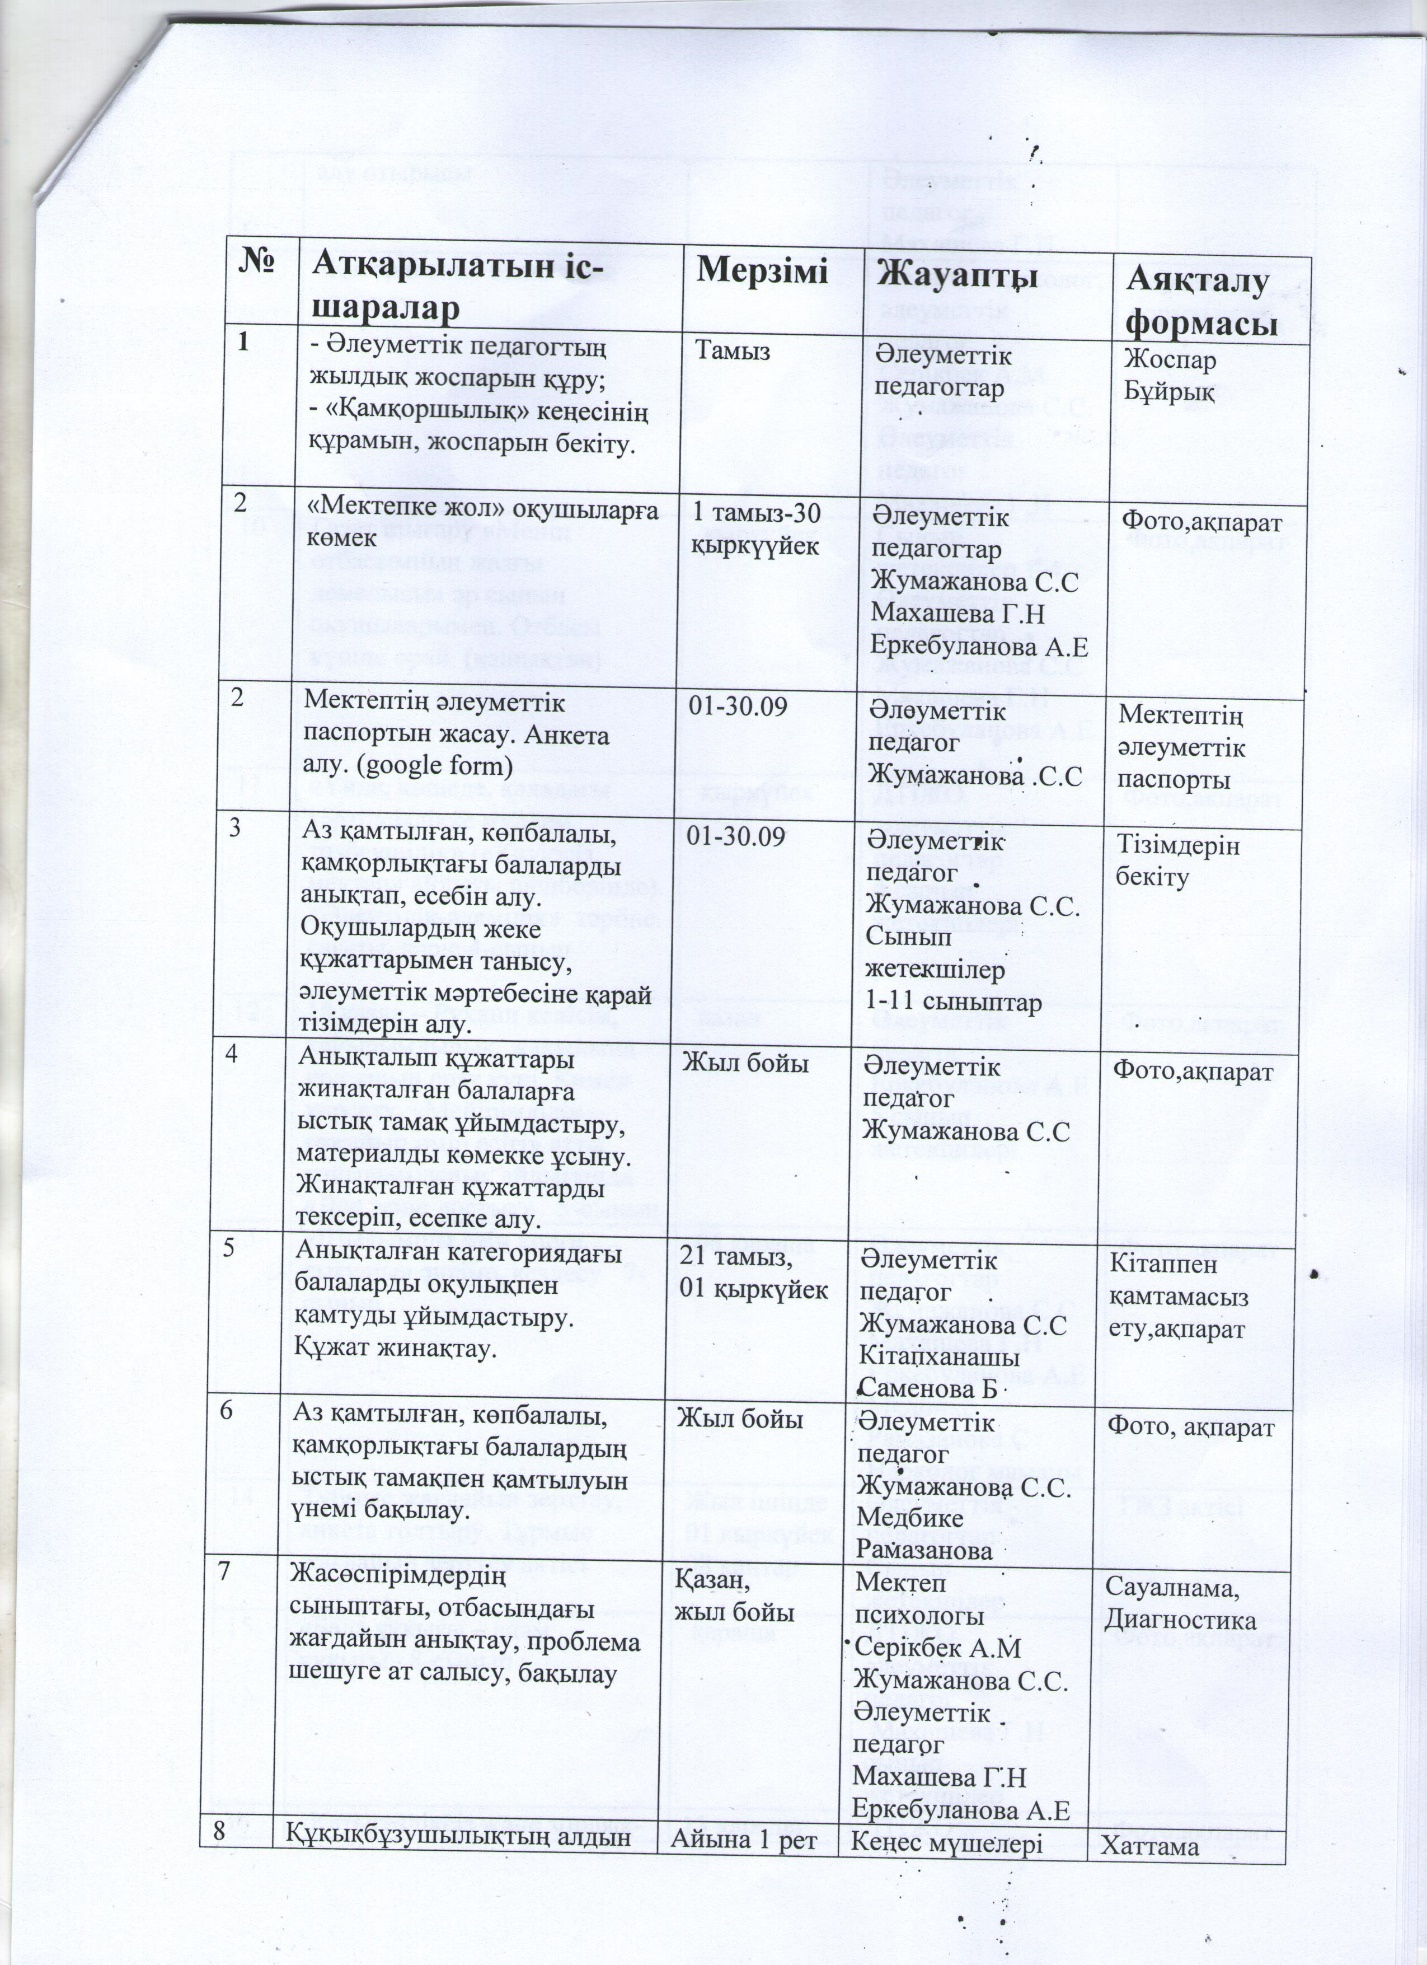 №
Атқарылатын іс-
шаралар
Мерзімі
Жауапты
Аяқталу
формасы
1
- Әлеуметтік педагогтың
жылдық жоспарын құру;
- «Қамқоршылық» кеңесінің
құрамын, жоспарын бекіту.
Тамыз
Әлеуметтік
педагогтар
Жоспар
Бұйрық
2
«Мектепке жол» оқушыларға
көмек
1 тамыз-30
қыркүүйек
Әлеуметтік
педагогтар
Жумажанова С.С
Махашева Г.Н
Еркебуланова А.Е
Фото,ақпарат
2
Мектептің әлеуметтік
паспортын жасау. Анкета
алу. (google form)
01-30.09
Әлеуметтік
педагог
Жумажанова .С.С
Мектептің
әлеуметтік
паспорты
3
Аз қамтылған, көпбалалы,
қамқорлықтағы балаларды
анықтап, есебін алу.
Оқушылардың жеке
құжаттарымен танысу,
әлеуметтік мәртебесіне қарай
тізімдерін алу.
01-30.09
Әлеуметтік
педагог
Жумажанова С.С.
Сынып
жетекшілер
1-11 сыныптар
Тізімдерін
бекіту
4
Анықталып құжаттары
жинақталған балаларға
ыстық тамақ ұйымдастыру,
материалды көмекке ұсыну.
Жинақталған құжаттарды
тексеріп, есепке алу.
Жыл бойы
Әлеуметтік
педагог
Жумажанова С.С
Фото,ақпарат
5
Анықталған категориядағы
балаларды оқулықпен
қамтуды ұйымдастыру.
Құжат жинақтау.
21 тамыз,
01 қыркүйек
Әлеуметтік
педагог
Жумажанова С.С
Кітапханашы
Саменова Б
Кітаппен
қамтамасыз
ету,ақпарат
6
Аз қамтылған, көпбалалы,
қамқорлықтағы балалардың
ыстық тамақпен қамтылуын
үнемі бақылау.
Жыл бойы
Әлеуметтік
педагог
Жумажанова С.С.
Медбике
Рамазанова
Фото, ақпарат
7
Жасөспірімдердің
сыныптағы, отбасындағы
жағдайын анықтау, проблема
шешуге ат салысу, бақылау
Қазан,
жыл бойы
Мектеп
психологы
Серікбек А.М
Жумажанова С.С.
Әлеуметтік
педагог
Махашева Г.Н
Еркебуланова А.Е
Сауалнама,
Диагностика
8
Құқықбұзушылықтың алдын
Айына 1 рет
Кеңес мүшелері
Хаттама